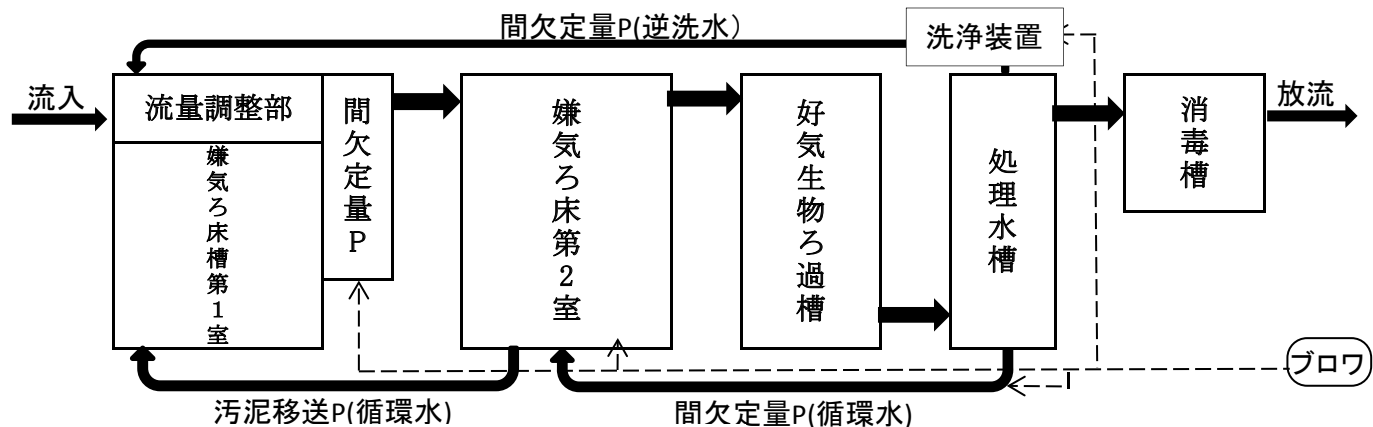 間欠定量P(逆洗水）
洗浄装置
流入
流量調整部
間欠定量P
嫌気ろ床槽第1室
嫌気ろ床第2室
好気生物ろ過槽
処理水槽
消毒槽
放流
ブロワ
汚泥移送P(循環水)
間欠定量P(循環水)